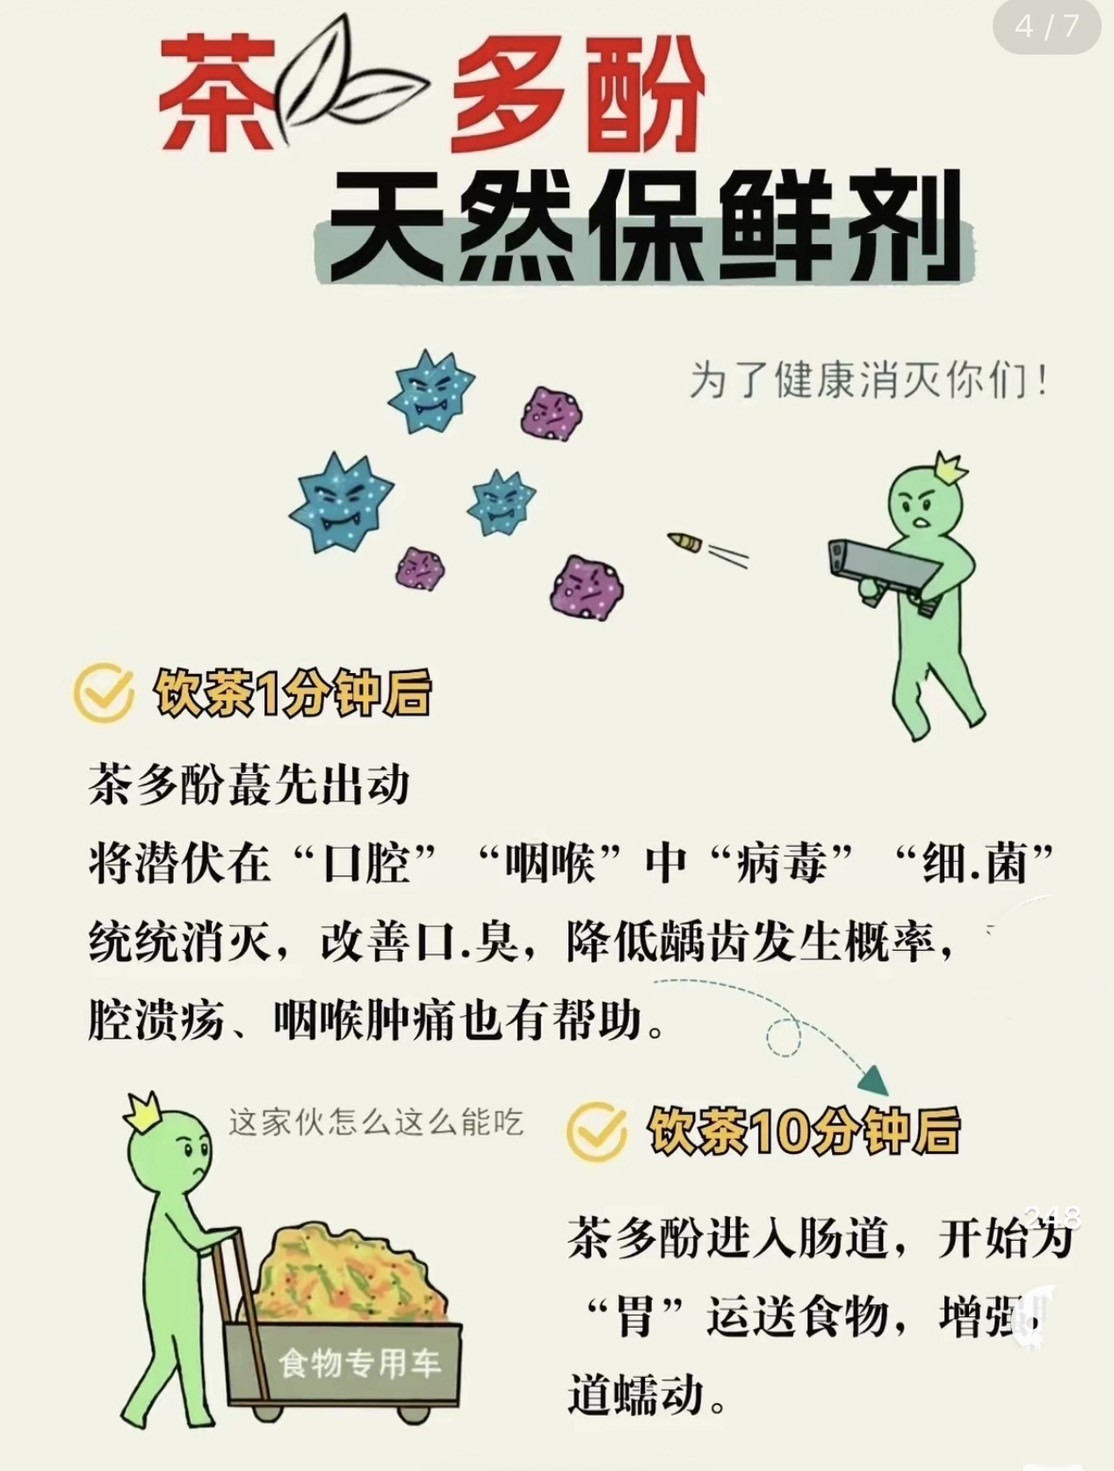 4 / 7
茶多酚
天然保鲜剂
为了健康消灭你们！
饮茶1分钟后
茶多酚蕞先出动
将潜伏在“口腔”“咽喉”中“病毒”“细.菌”
统统消灭，改善口.臭，降低龋齿发生概率，
腔溃疡、咽喉肿痛也有帮助。
这家伙怎么这么能吃
食物专用车
饮茶10分钟后
248
茶多酚进入肠道，开始为
“胃”运送食物，增强
道蠕动。